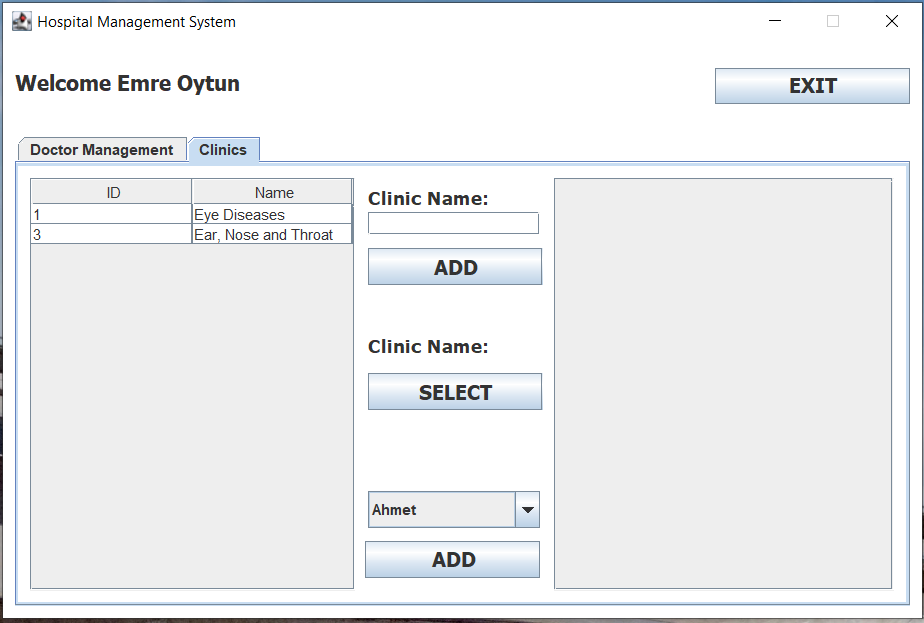 Hospital Management System
Welcome Emre Oytun
EXIT
Doctor Management
Clinics
ID Name
1 Eye Diseases
3 Ear, Nose and Throat
Clinic Name:
ADD
Clinic Name:
SELECT
Ahmet
ADD